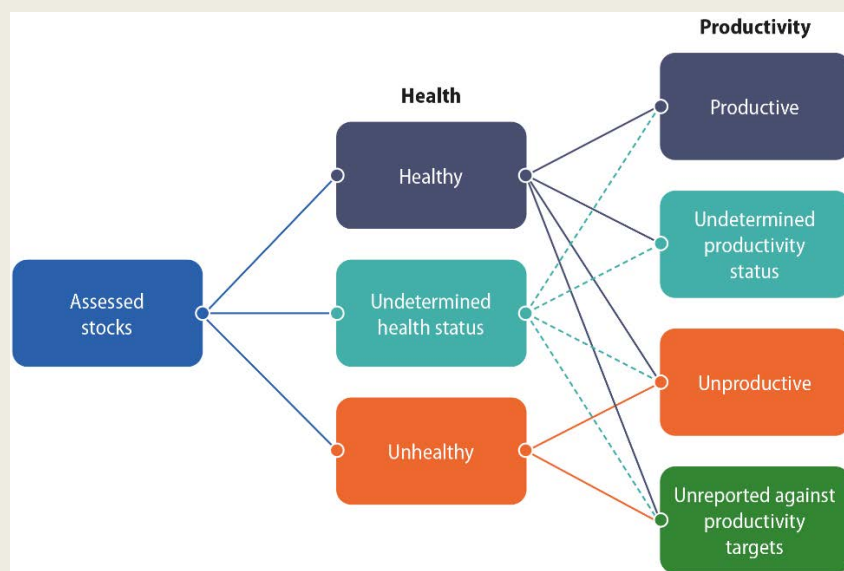 Productivity
Health
Productive
Healthy
Undetermined
productivity
status
Assessed
stocks
Undetermined
health status
Unproductive
Unhealthy
Unreported against
productivity
targets